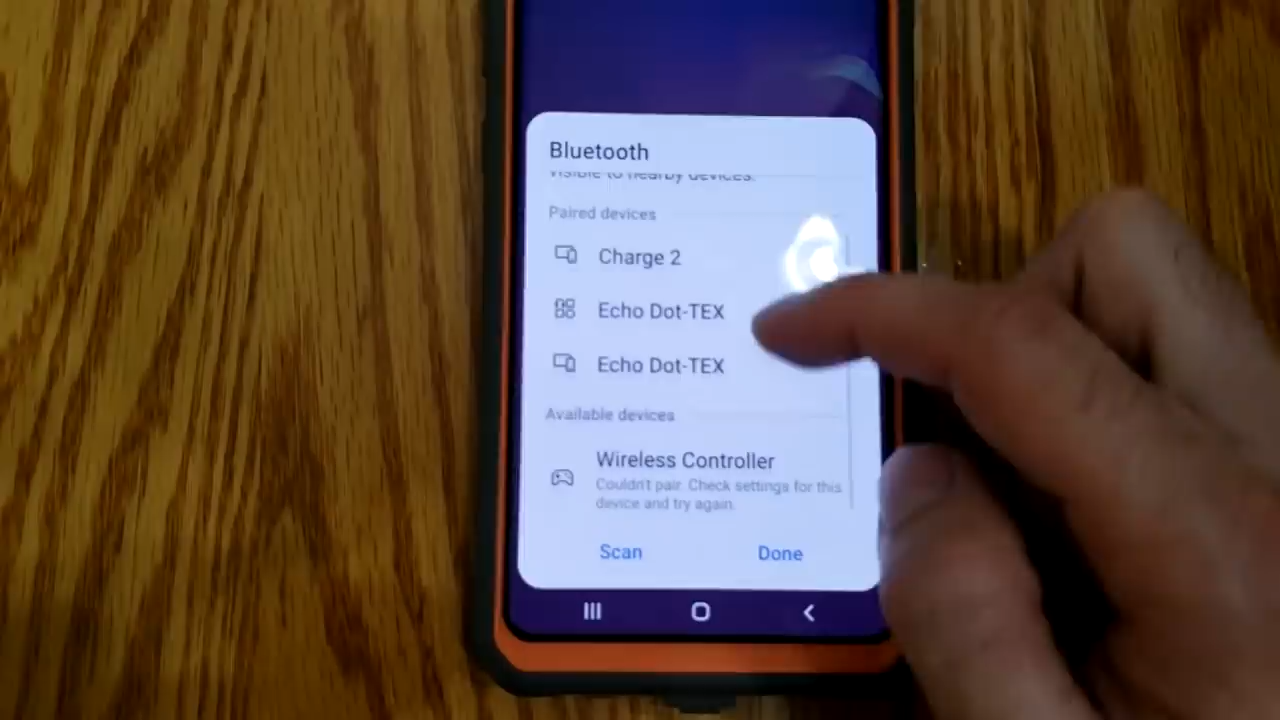 Bluetooth
Visible to nearby devices.
Paired devices
Charge 2
Echo Dot-TEX
Echo Dot-TEX
Available devices
Wireless Controller
Couldn't pair. Check settings for this
device and try again.
Scan
Done